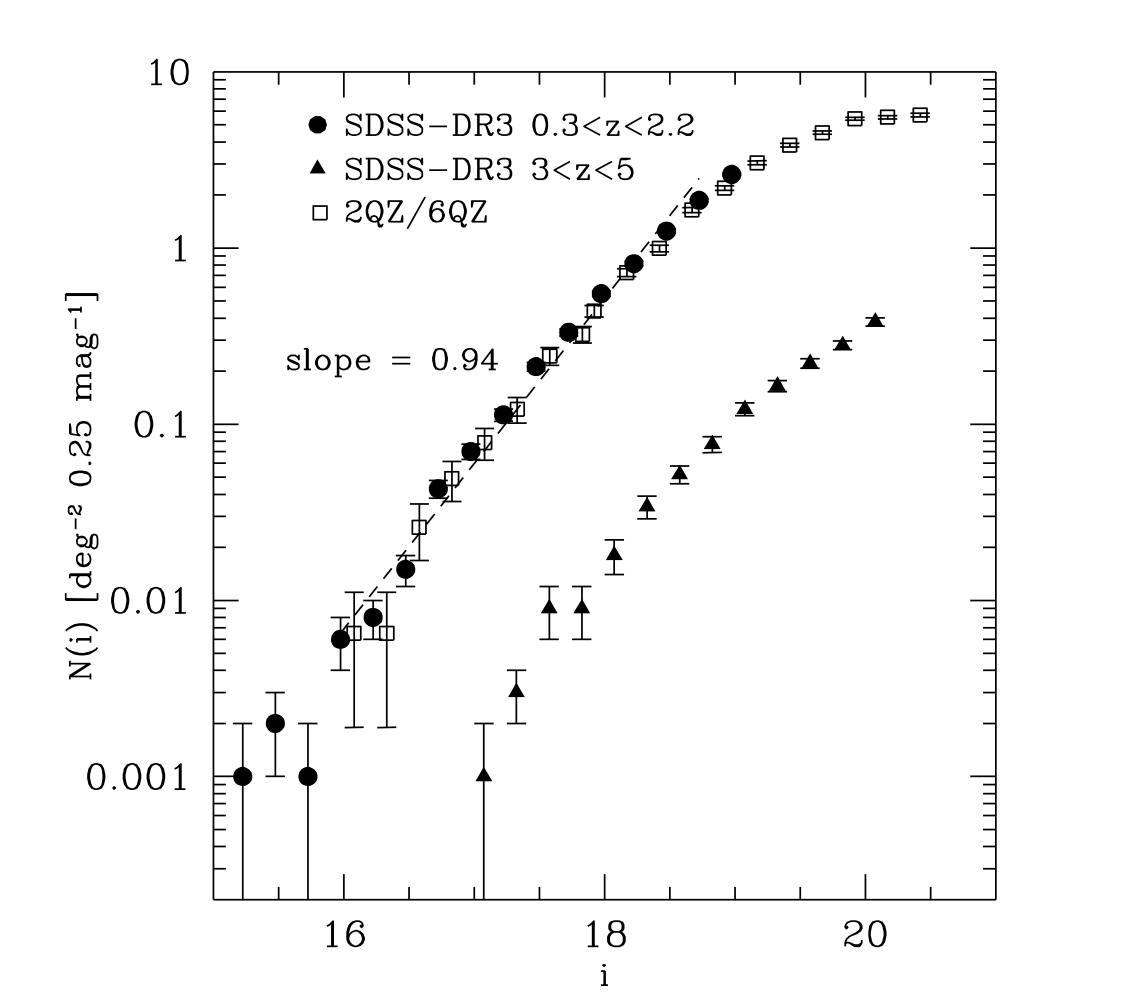 10
SDSS−DR3 0.3<z<2.2
SDSS−DR3 3<z<5
2QZ/6QZ
1
slope = 0.94
0.1
N(i) [deg⁻² 0.25 mag⁻¹]
0.01
0.001
16 18 20
i